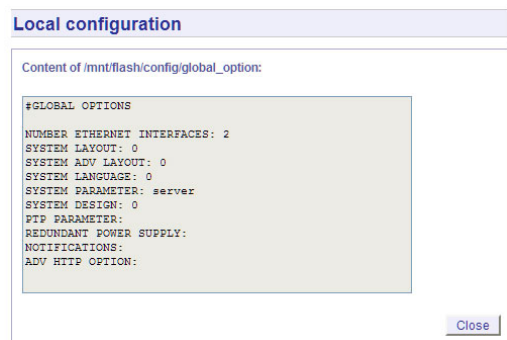 Local configuration
Content of /mnt/flash/config/global_option:
#GLOBAL OPTIONS
NUMBER ETHERNET INTERFACES: 2
SYSTEM LAYOUT: 0
SYSTEM ADV LAYOUT: 0
SYSTEM LANGUAGE: 0
SYSTEM PARAMETER: server
SYSTEM DESIGN: 0
PTP PARAMETER:
REDUNDANT POWER SUPPLY:
NOTIFICATIONS:
ADV HTTP OPTION:
Close